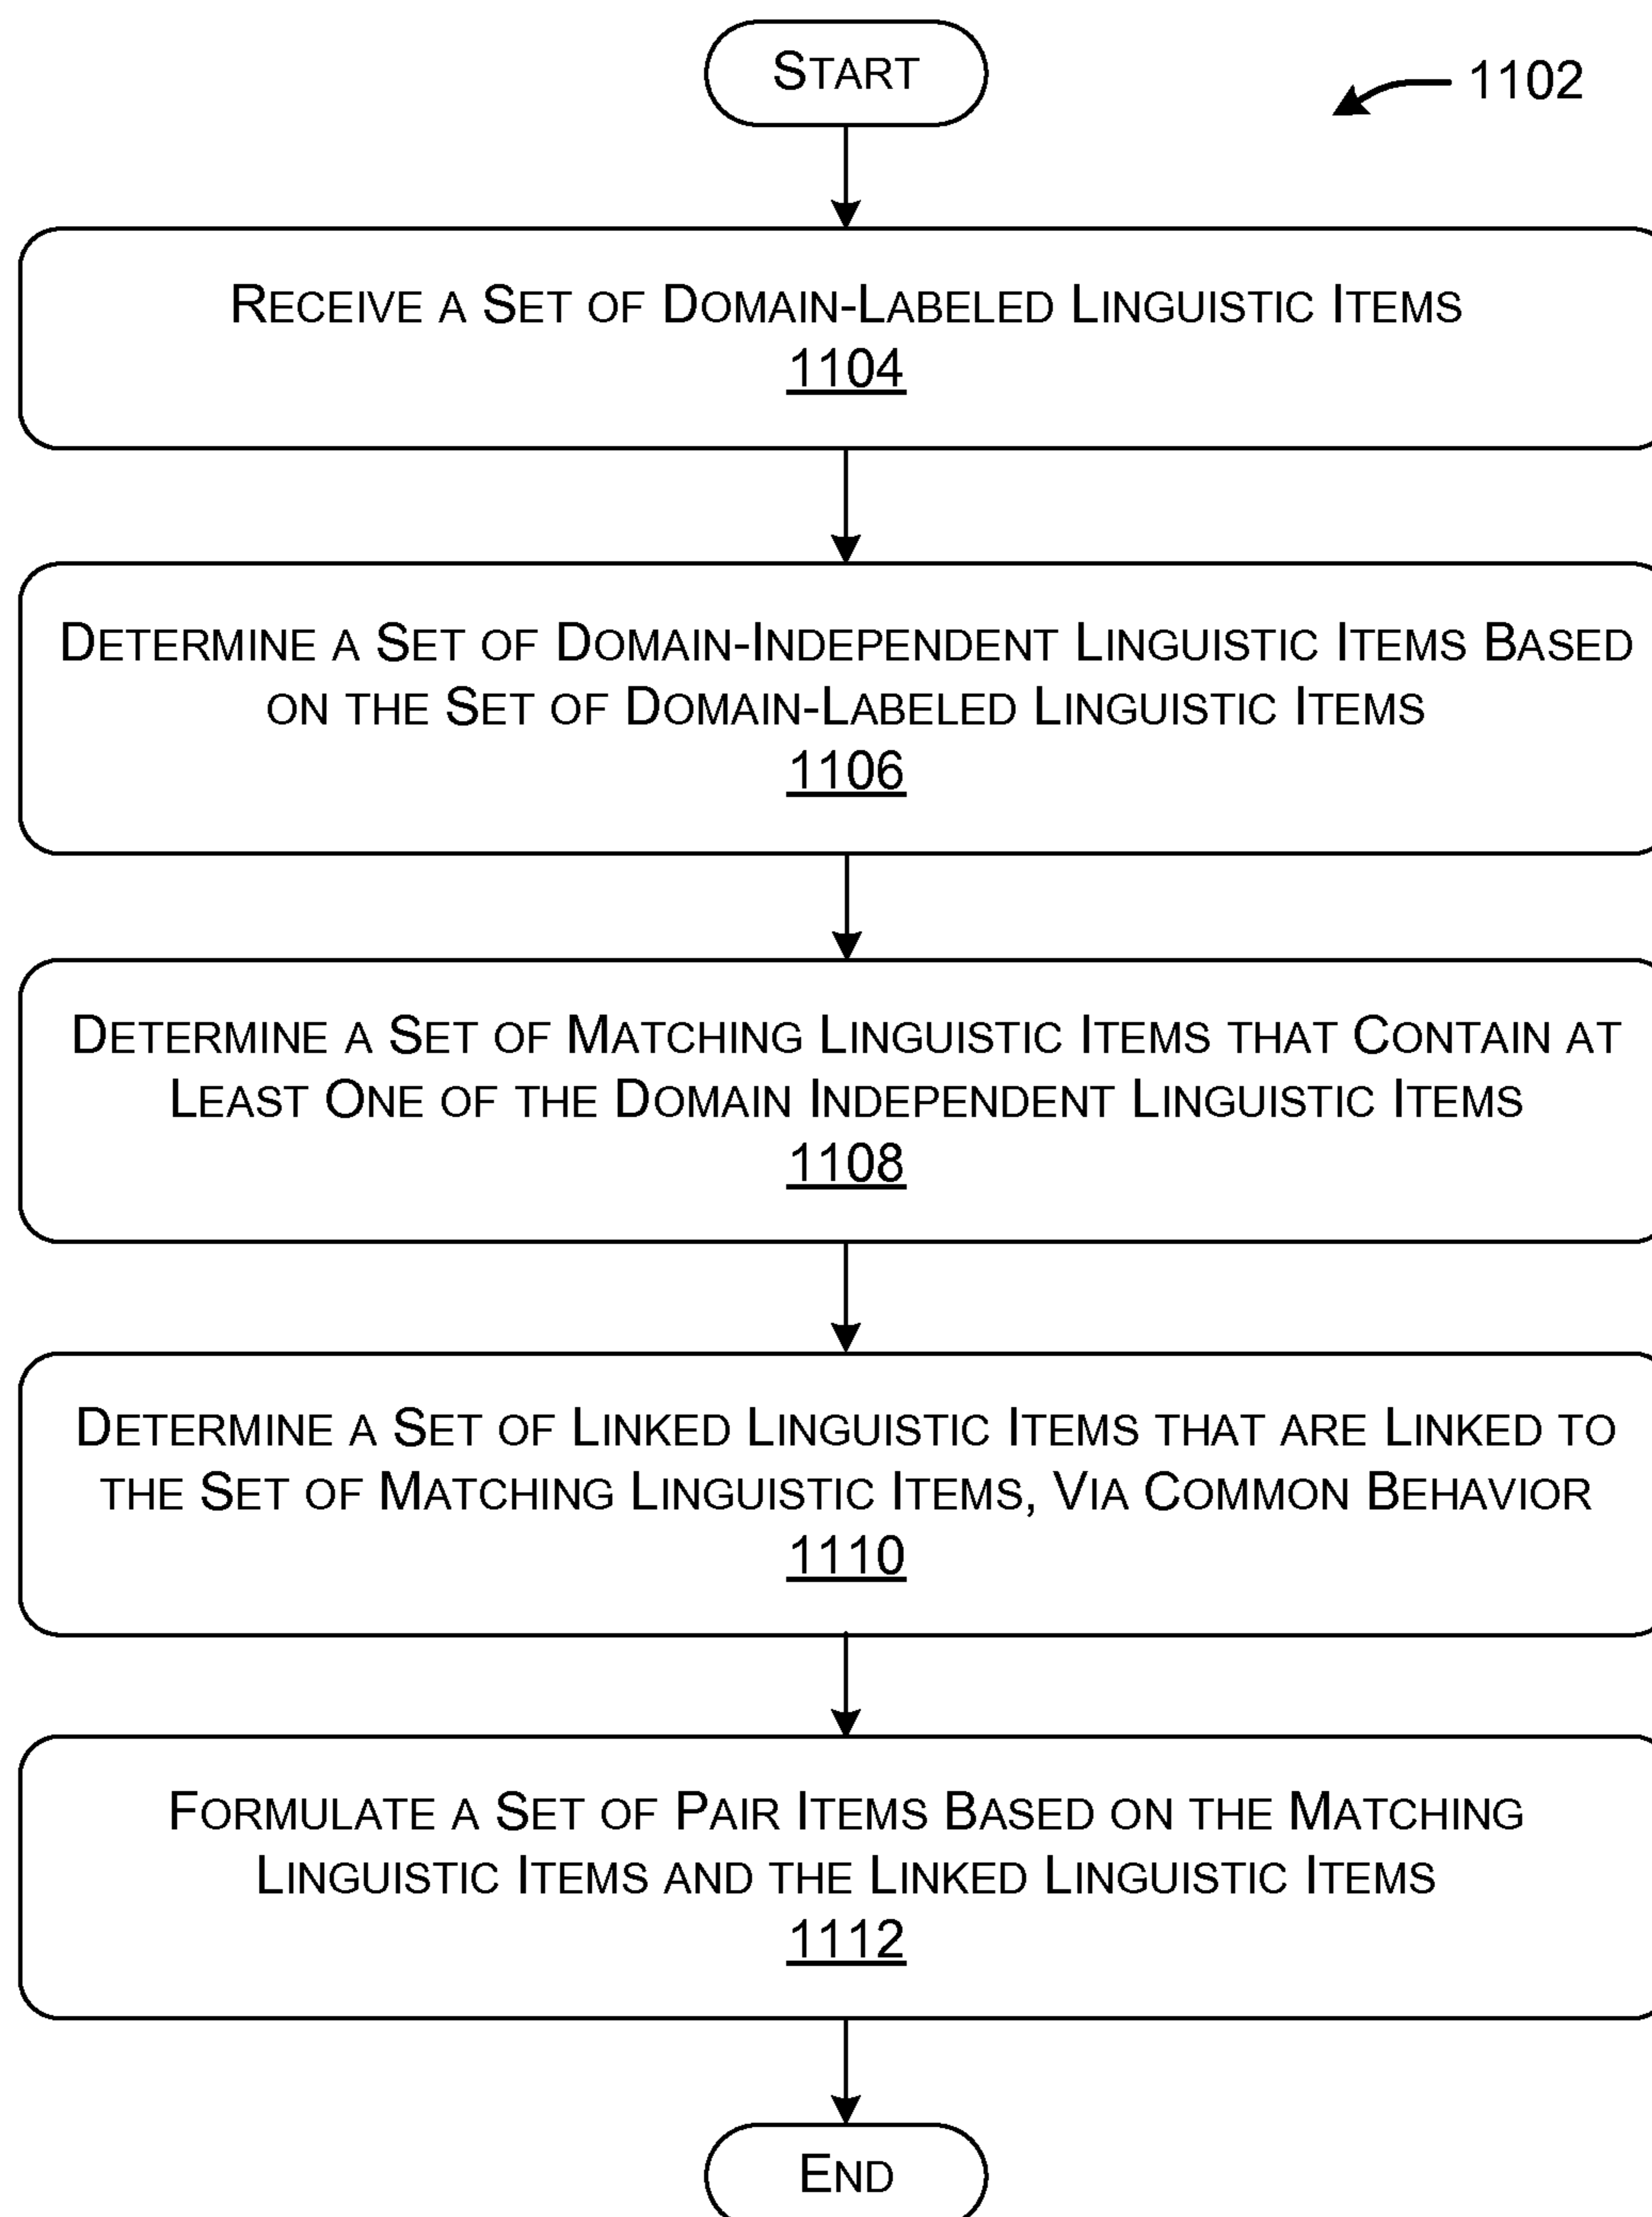 START
1102
RECEIVE A SET OF DOMAIN-LABELED LINGUISTIC ITEMS
1104
DETERMINE A SET OF DOMAIN-INDEPENDENT LINGUISTIC ITEMS BASED
ON THE SET OF DOMAIN-LABELED LINGUISTIC ITEMS
1106
DETERMINE A SET OF MATCHING LINGUISTIC ITEMS THAT CONTAIN AT
LEAST ONE OF THE DOMAIN INDEPENDENT LINGUISTIC ITEMS
1108
DETERMINE A SET OF LINKED LINGUISTIC ITEMS THAT ARE LINKED TO
THE SET OF MATCHING LINGUISTIC ITEMS, VIA COMMON BEHAVIOR
1110
FORMULATE A SET OF PAIR ITEMS BASED ON THE MATCHING
LINGUISTIC ITEMS AND THE LINKED LINGUISTIC ITEMS
1112
END